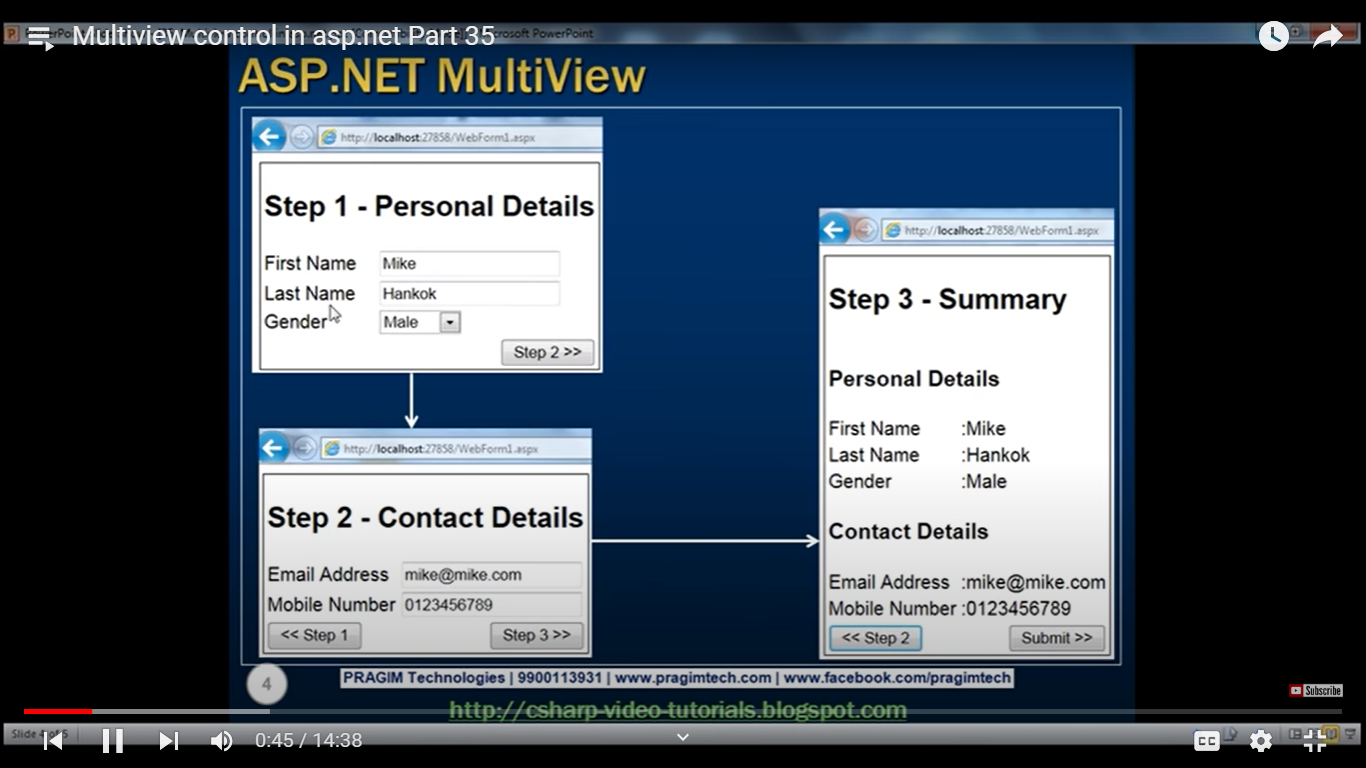 Multiview control in asp.net Part 35
crosoft PowerPoint
ASP.NET MultiView
http://localhost:27858/WebForm1.aspx
Step 1 - Personal Details
First Name Mike
Last Name Hankok
Gender Male
Step 2 >>
http://localhost:27858/WebForm1.aspx
Step 2 - Contact Details
Email Address mike@mike.com
Mobile Number 0123456789
<< Step 1 Step 3 >>
http://localhost:27858/WebForm1.aspx
Step 3 - Summary
Personal Details
First Name :Mike
Last Name :Hankok
Gender :Male
Contact Details
Email Address :mike@mike.com
Mobile Number :0123456789
<< Step 2 Submit >>
4
PRAGIM Technologies | 9900113931 | www.pragimtech.com | www.facebook.com/pragimtech
Subscribe
http://csharp-video-tutorials.blogspot.com
Slide 4 of 5
0:45 / 14:38
CC